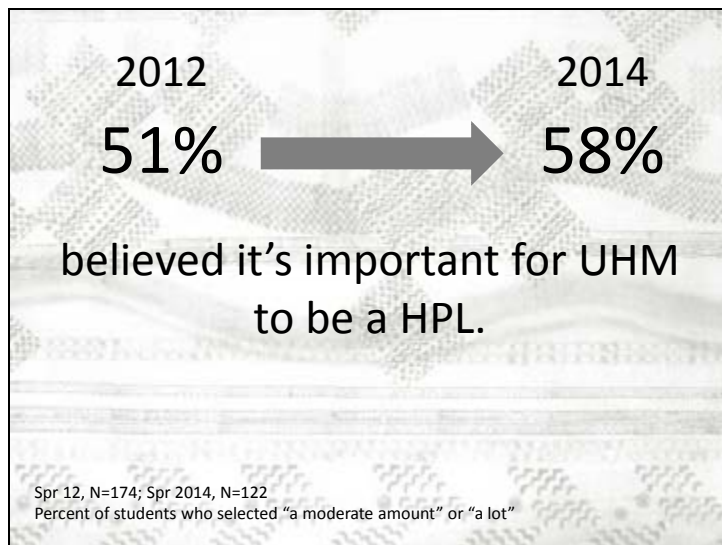 2012 2014
51% 58%
believed it's important for UHM
to be a HPL.
Spr 12, N=174; Spr 2014, N=122
Percent of students who selected “a moderate amount” or “a lot”